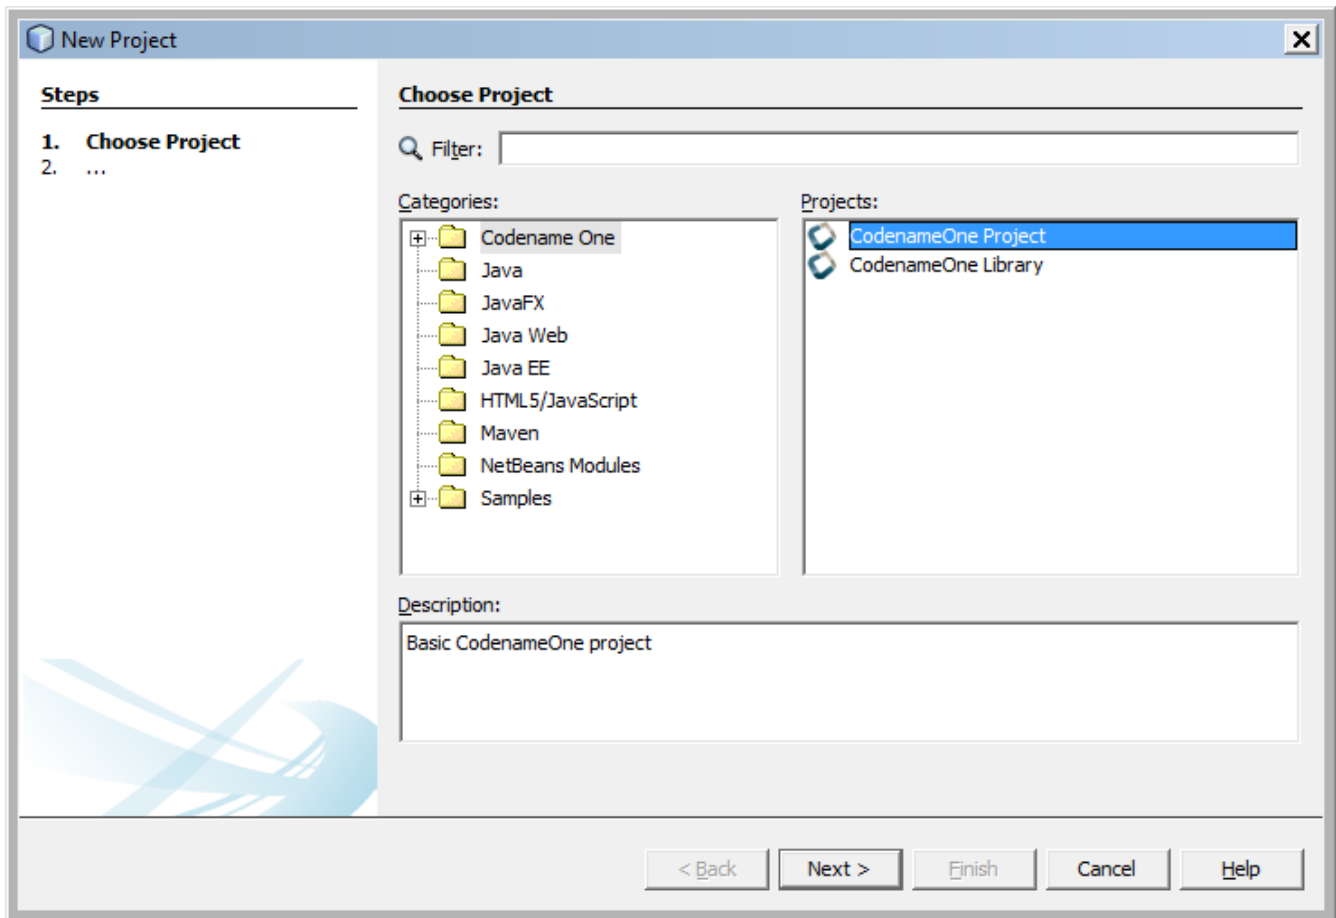 New Project
Steps
1. Choose Project
2. ...
Choose Project
Filter:
Categories:
Codename One
Java
JavaFX
Java Web
Java EE
HTML5/JavaScript
Maven
NetBeans Modules
Samples
Projects:
CodenameOne Project
CodenameOne Library
Description:
Basic CodenameOne project
< Back
Next >
Finish
Cancel
Help